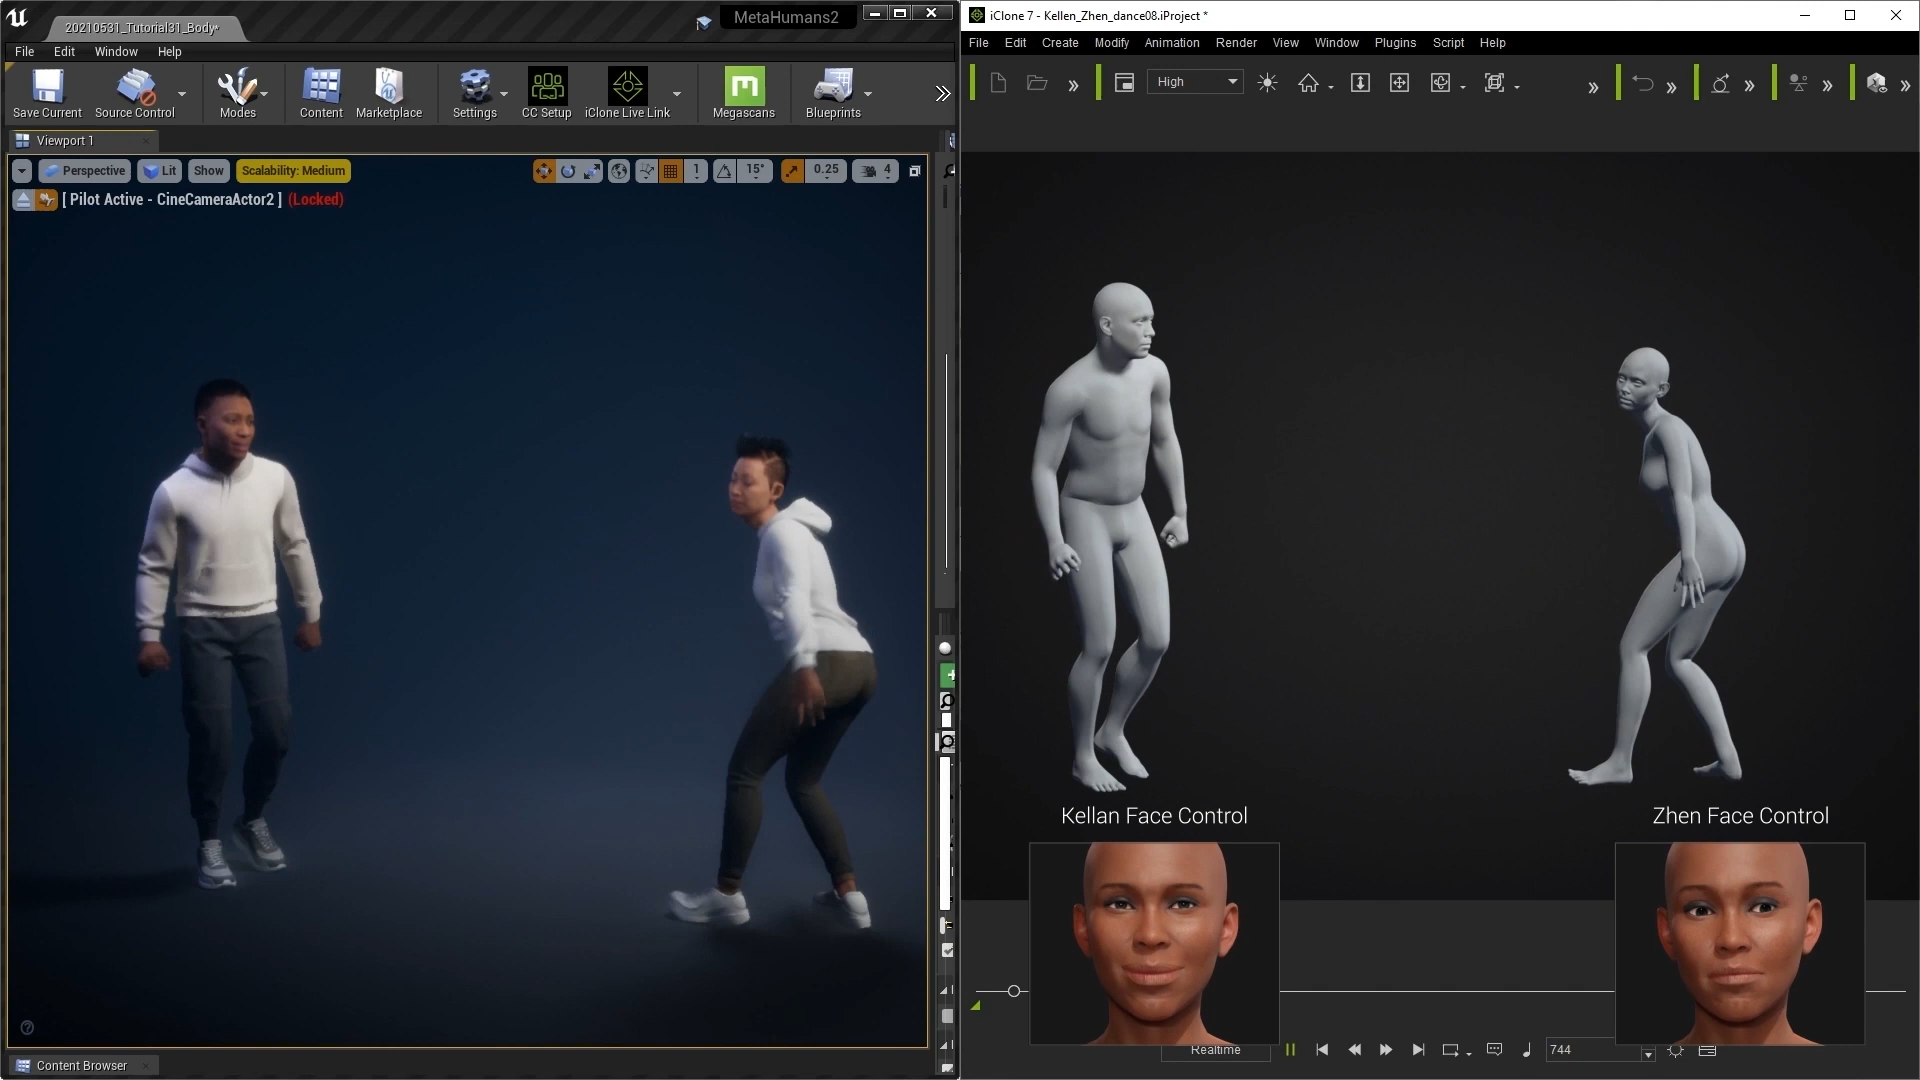 20210531_Tutorial31_Body*
MetaHumans2
File Edit Window Help
Save Current
Source Control
Modes
Content
Marketplace
Settings
CC Setup
iClone Live Link
Megascans
Blueprints
Viewport 1
Perspective
Lit
Show
Scalability: Medium
1
15°
0.25
4
[ Pilot Active - CineCameraActor2 ] (Locked)
Content Browser
iClone 7 - Kellen_Zhen_dance08.iProject *
File Edit Create Modify Animation Render View Window Plugins Script Help
High
Kellan Face Control
Zhen Face Control
Realtime
744